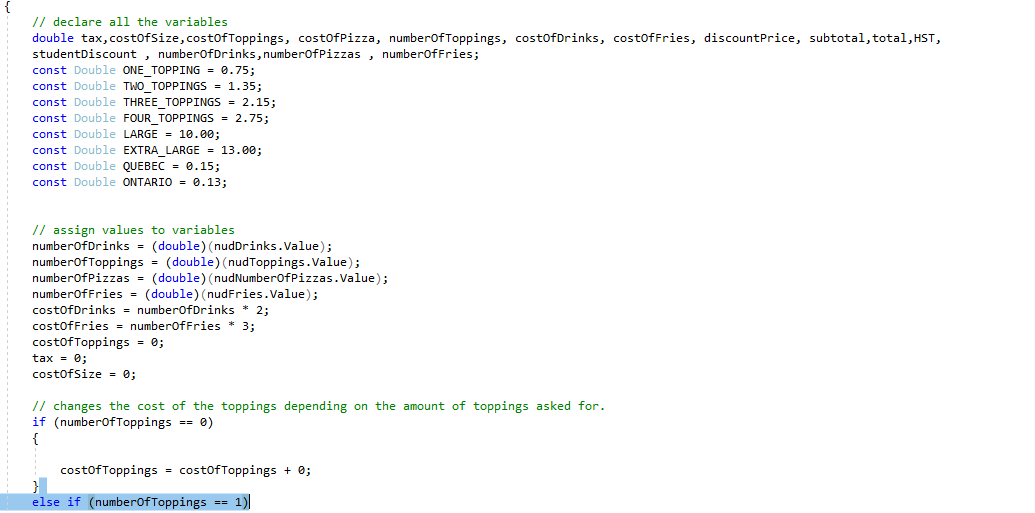 {
// declare all the variables
double tax,costOfSize,costOfToppings, costOfPizza, numberOfToppings, costOfDrinks, costOfFries, discountPrice, subtotal,total,HST,
studentDiscount , numberOfDrinks,numberOfPizzas , numberOfFries;
const Double ONE_TOPPING = 0.75;
const Double TWO_TOPPINGS = 1.35;
const Double THREE_TOPPINGS = 2.15;
const Double FOUR_TOPPINGS = 2.75;
const Double LARGE = 10.00;
const Double EXTRA_LARGE = 13.00;
const Double QUEBEC = 0.15;
const Double ONTARIO = 0.13;
// assign values to variables
numberOfDrinks = (double)(nudDrinks.Value);
numberOfToppings = (double)(nudToppings.Value);
numberOfPizzas = (double)(nudNumberOfPizzas.Value);
numberOfFries = (double)(nudFries.Value);
costOfDrinks = numberOfDrinks * 2;
costOfFries = numberOfFries * 3;
costOfToppings = 0;
tax = 0;
costOfSize = 0;
// changes the cost of the toppings depending on the amount of toppings asked for.
if (numberOfToppings == 0)
{
costOfToppings = costOfToppings + 0;
}
else if (numberOfToppings == 1)